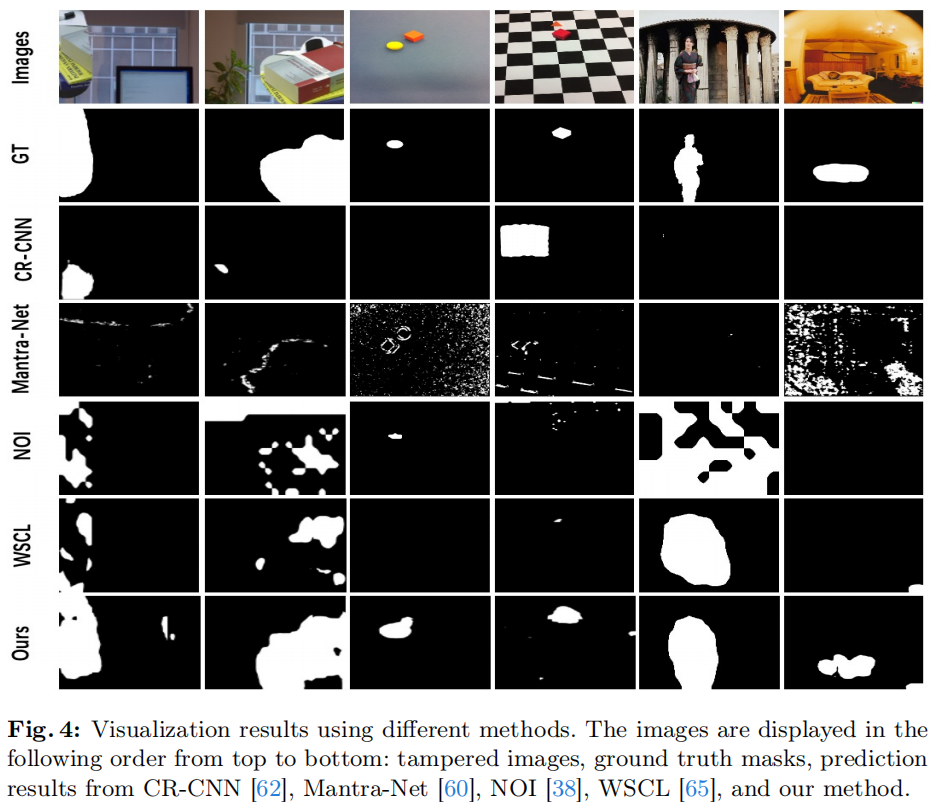 Images
GT
CR-CNN
Mantra-Net
NOI
WSCL
Ours
Fig. 4: Visualization results using different methods. The images are displayed in the
following order from top to bottom: tampered images, ground truth masks, prediction
results from CR-CNN [62], Mantra-Net [60], NOI [38], WSCL [65], and our method.